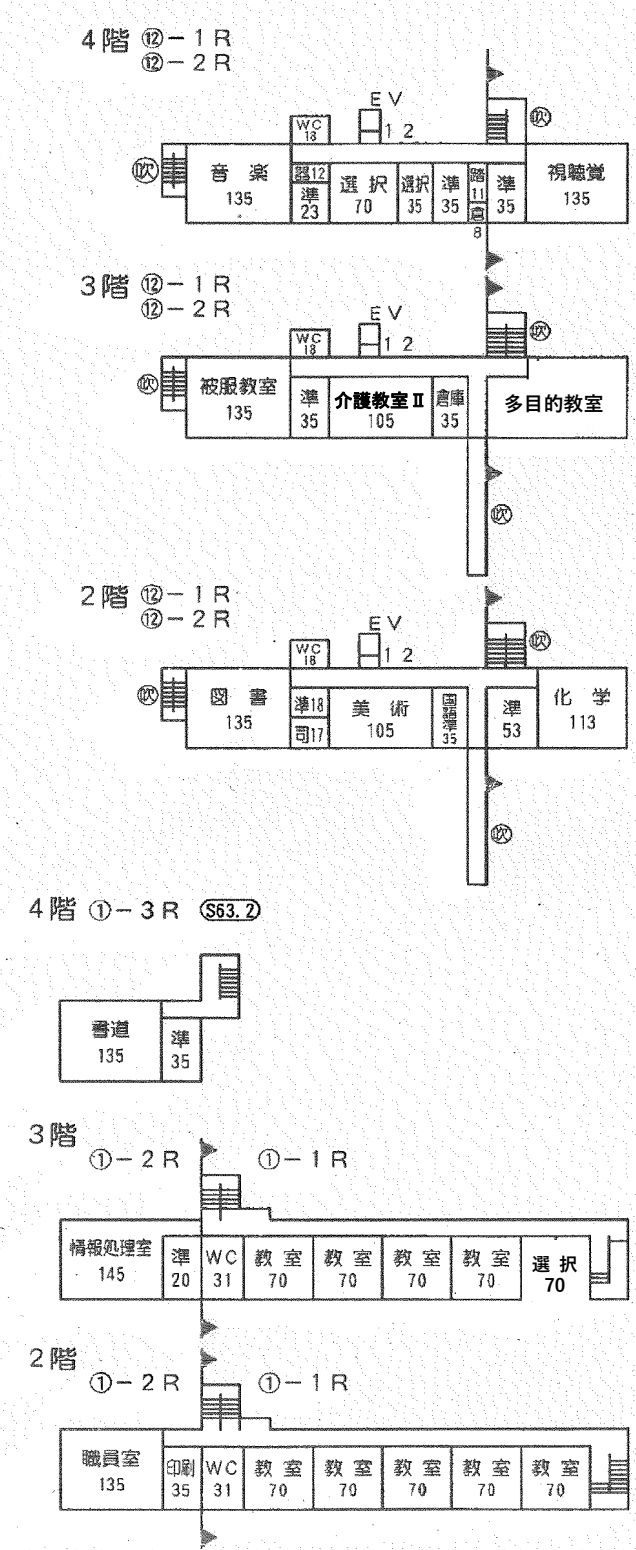 4階 ⑫－1R
⑫－2R
EV
WC
18
12
吹
吹
音楽
135
器12
準
23
選択
70
選択
35
準
35
踏
11
倉
8
準
35
視聴覚
135
3階 ⑫－1R
⑫－2R
EV
WC
18
12
吹
吹
被服教室
135
準
35
介護教室Ⅱ
105
倉庫
35
多目的教室
吹
2階 ⑫－1R
⑫－2R
EV
WC
18
12
吹
吹
図書
135
準18
司17
美術
105
国語準
35
準
53
化学
113
吹
4階 ①－3R S63.2
書道
135
準
35
3階
①－2R ①－1R
情報処理室
145
準
20
WC
31
教室
70
教室
70
教室
70
教室
70
選択
70
2階
①－2R ①－1R
職員室
135
印刷
35
WC
31
教室
70
教室
70
教室
70
教室
70
教室
70